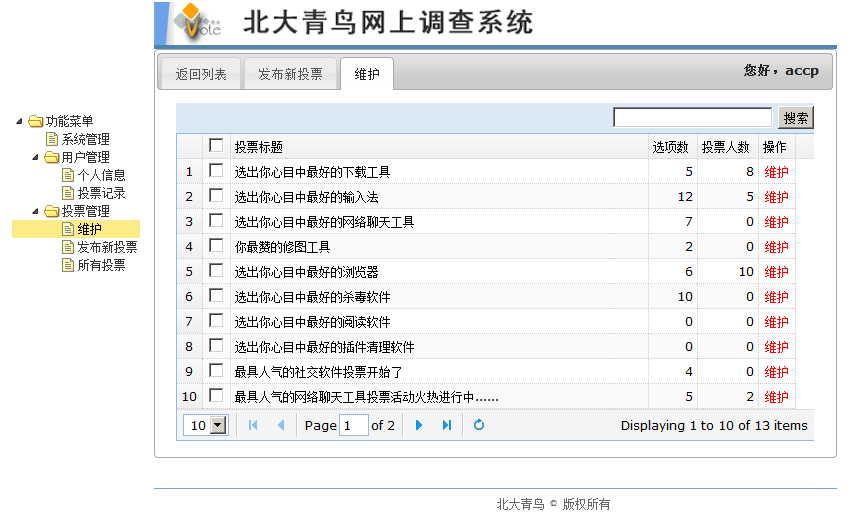 Vote 北大青鸟网上调查系统
返回列表 发布新投票 维护 您好，accp
搜索
功能菜单
系统管理
用户管理
个人信息
投票记录
投票管理
维护
发布新投票
所有投票
投票标题 选项数 投票人数 操作
1 选出你心目中最好的下载工具 5 8 维护
2 选出你心目中最好的输入法 12 5 维护
3 选出你心目中最好的网络聊天工具 7 0 维护
4 你最赞的修图工具 2 0 维护
5 选出你心目中最好的浏览器 6 10 维护
6 选出你心目中最好的杀毒软件 10 0 维护
7 选出你心目中最好的阅读软件 0 0 维护
8 选出你心目中最好的插件清理软件 0 0 维护
9 最具人气的社交软件投票开始了 4 0 维护
10 最具人气的网络聊天工具投票活动火热进行中...... 5 2 维护
10 Page 1 of 2 Displaying 1 to 10 of 13 items
北大青鸟 © 版权所有